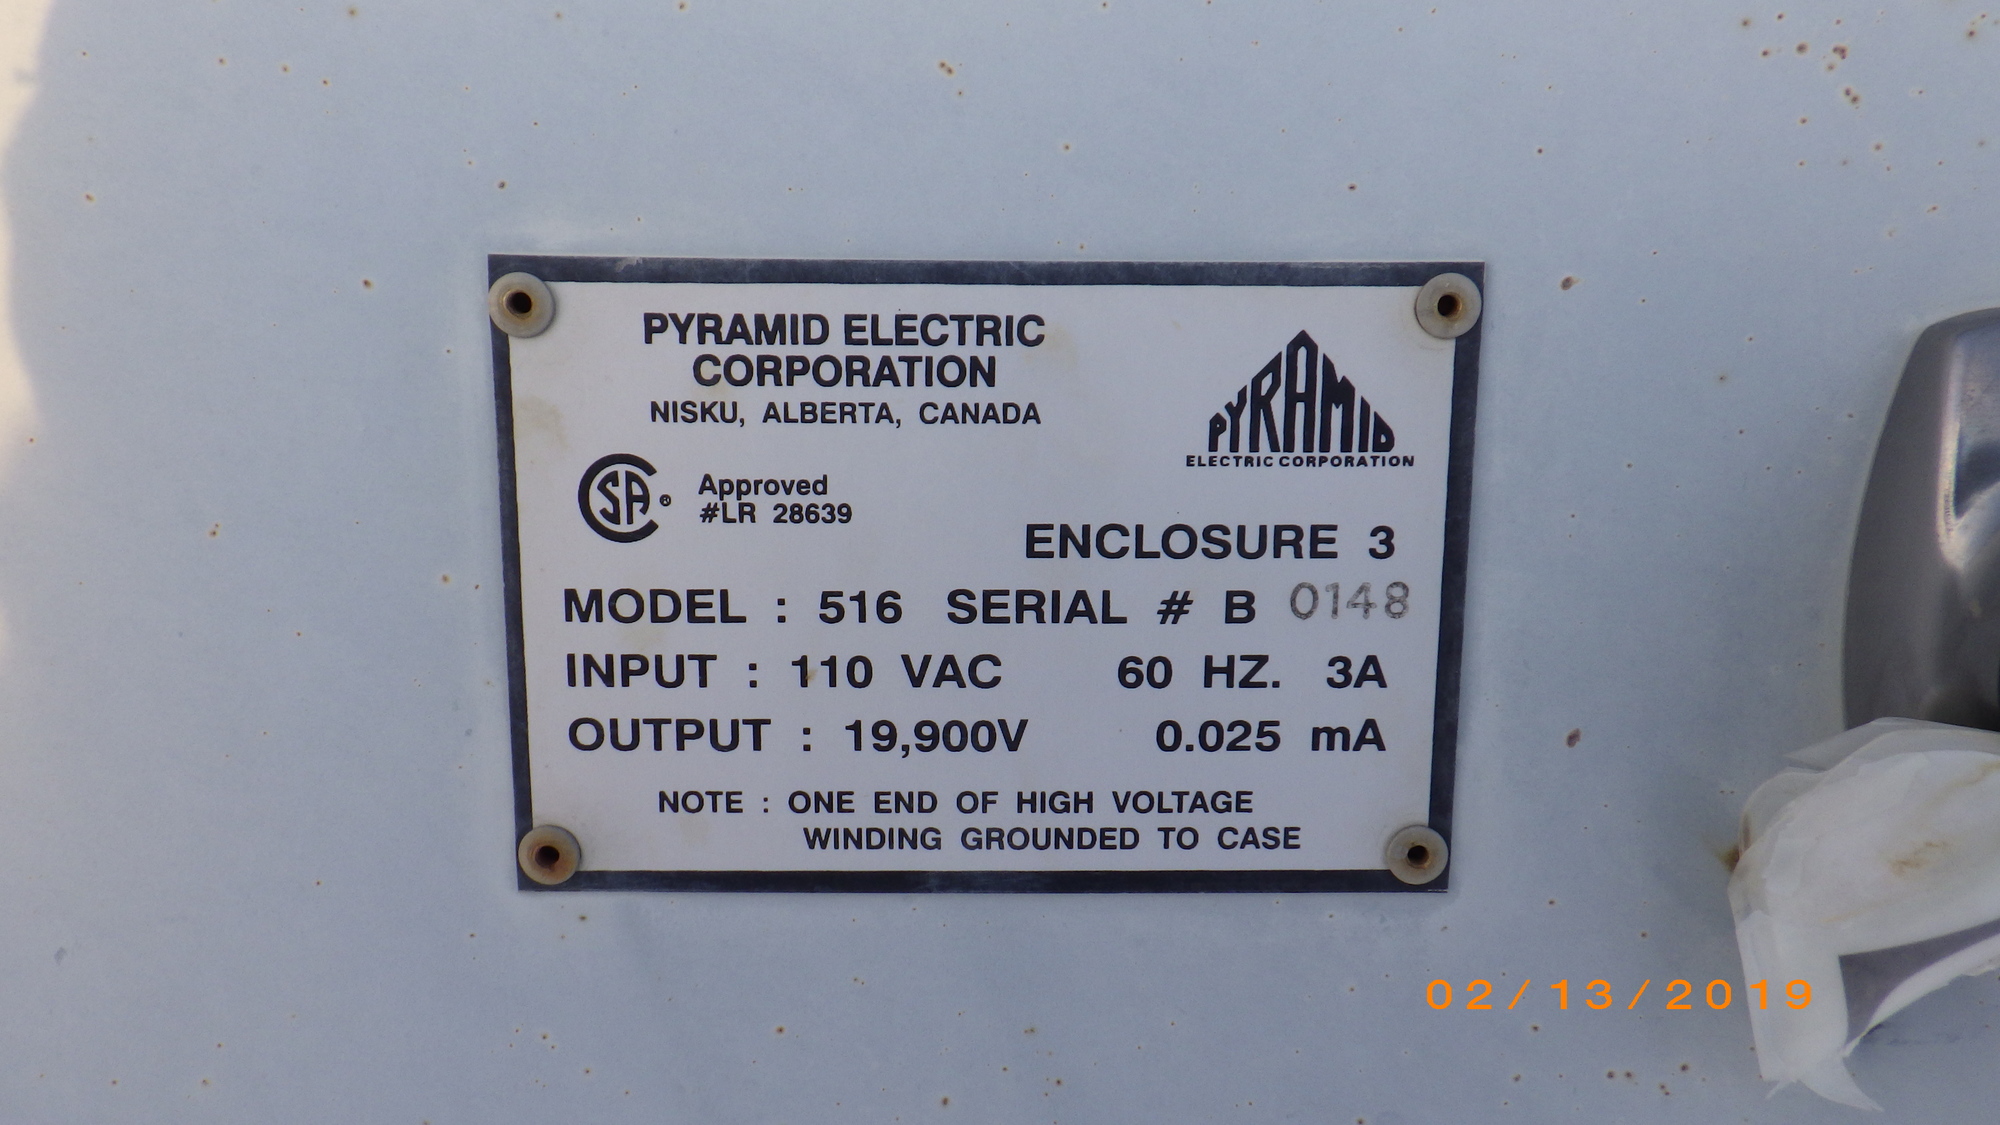 PYRAMID ELECTRIC
CORPORATION
NISKU, ALBERTA, CANADA
PYRAMID
ELECTRIC CORPORATION
CSA ® Approved
#LR 28639
ENCLOSURE 3
MODEL : 516 SERIAL # B 0148
INPUT : 110 VAC 60 HZ. 3A
OUTPUT : 19,900V 0.025 mA
NOTE : ONE END OF HIGH VOLTAGE
WINDING GROUNDED TO CASE
02/13/2019